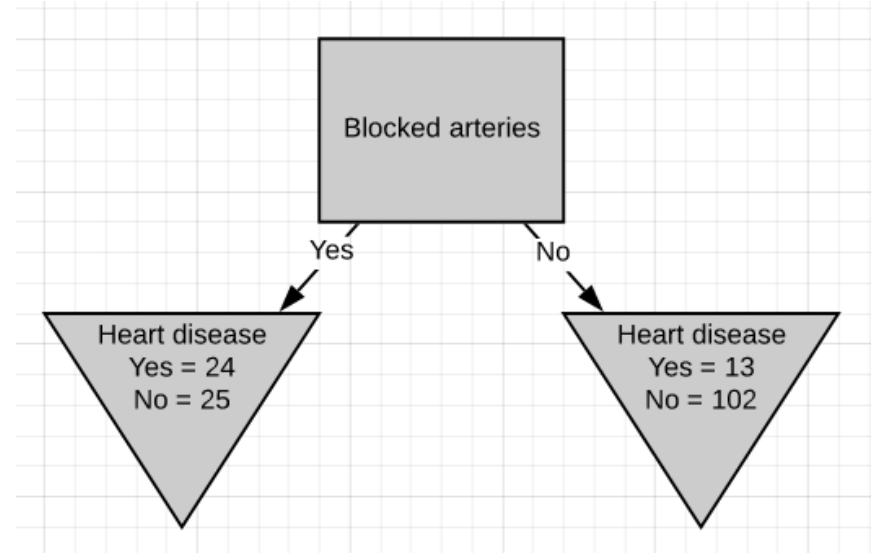 Blocked arteries
Yes
No
Heart disease
Yes = 24
No = 25
Heart disease
Yes = 13
No = 102